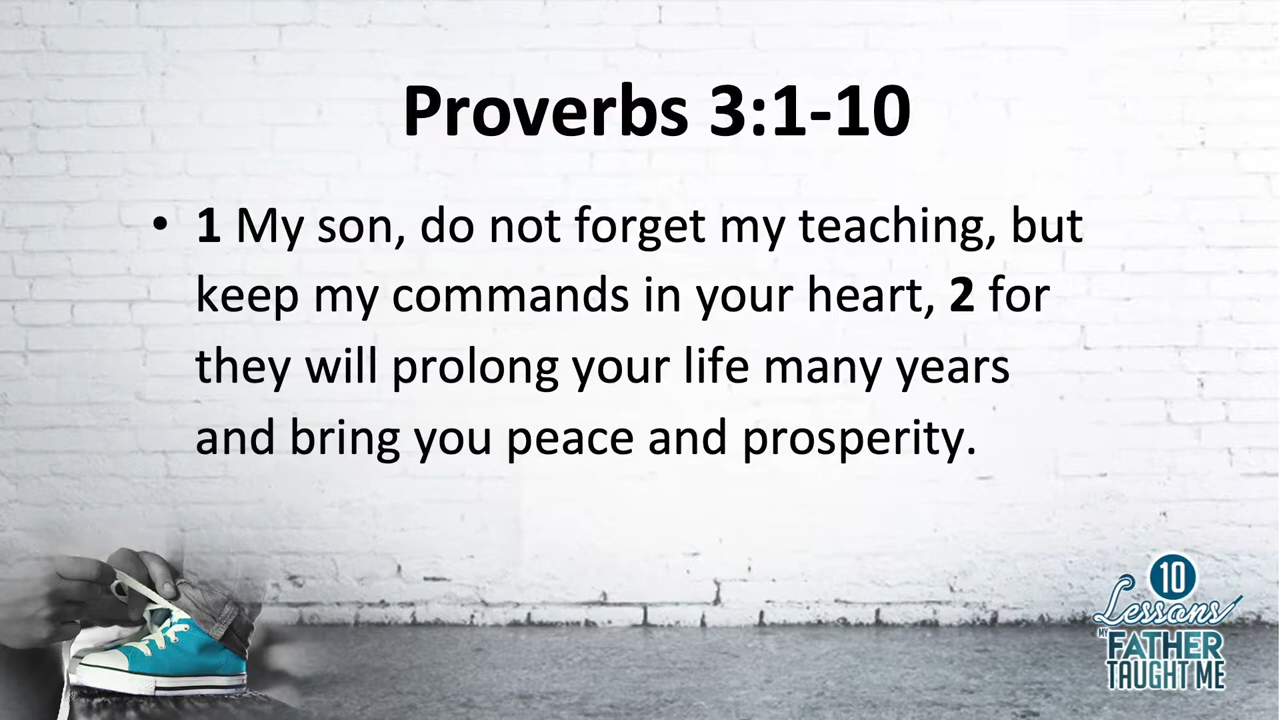 Proverbs 3:1-10
• 1 My son, do not forget my teaching, but
keep my commands in your heart, 2 for
they will prolong your life many years
and bring you peace and prosperity.
10
Lessons
MY
FATHER
TAUGHT ME